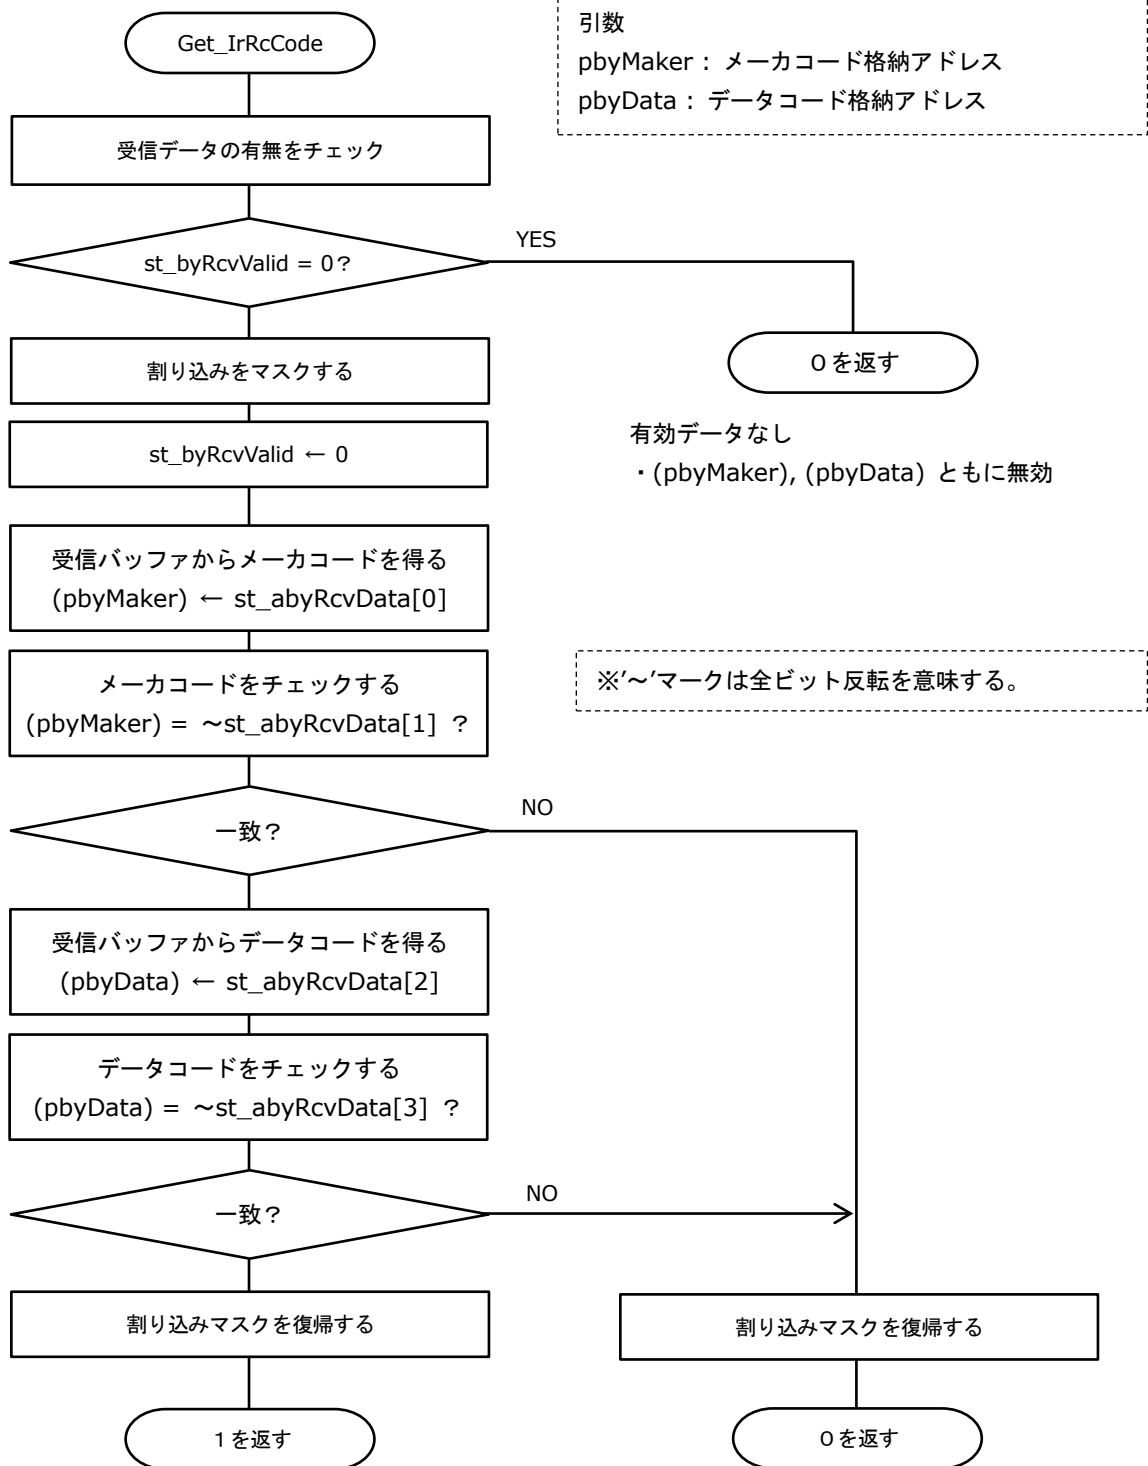 Get_IrRcCode
引数
pbyMaker : メーカコード格納アドレス
pbyData : データコード格納アドレス
受信データの有無をチェック
st_byRcvValid = 0？
YES
割り込みをマスクする
０を返す
st_byRcvValid ← 0
有効データなし
・(pbyMaker), (pbyData) ともに無効
受信バッファからメーカコードを得る
(pbyMaker) ← st_abyRcvData[0]
メーカコードをチェックする
(pbyMaker) = ～st_abyRcvData[1] ？
※'～'マークは全ビット反転を意味する。
一致？
NO
受信バッファからデータコードを得る
(pbyData) ← st_abyRcvData[2]
データコードをチェックする
(pbyData) = ～st_abyRcvData[3] ？
一致？
NO
割り込みマスクを復帰する
割り込みマスクを復帰する
１を返す
０を返す